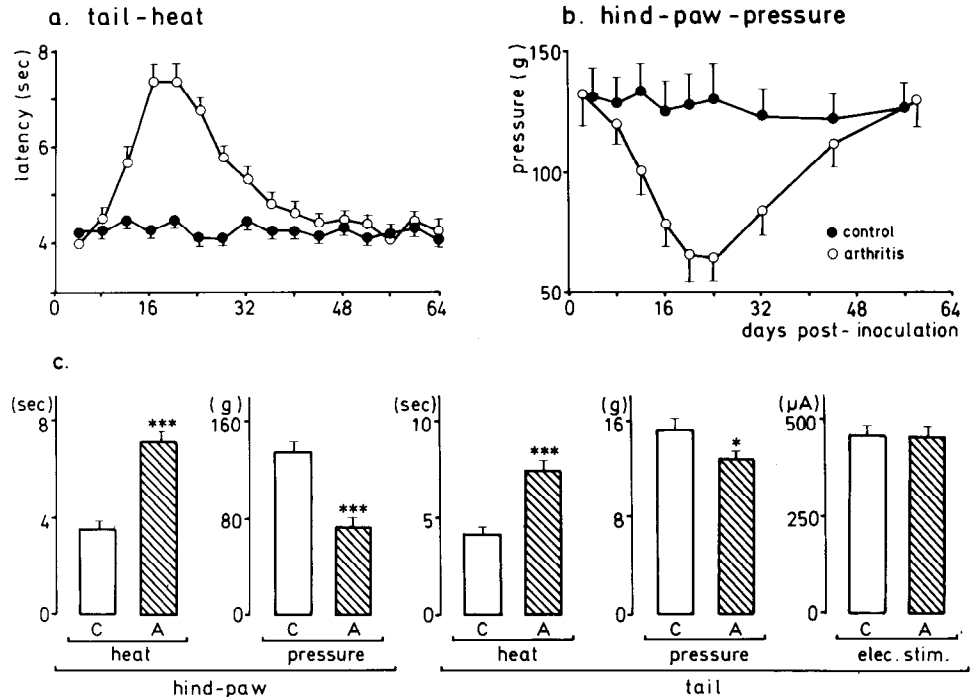 a. tail-heat
b. hind-paw-pressure
latency (sec)
8
6
4
0
16
32
48
64
pressure (g)
150
100
50
control
arthritis
0
16
32
48
64
days post-inoculation
c.
(sec)
8
4
0
***
C
A
heat
(g)
160
80
0
***
C
A
pressure
hind-paw
(sec)
10
5
0
***
C
A
heat
(g)
16
8
0
*
C
A
pressure
(μA)
500
250
0
C
A
elec. stim.
tail